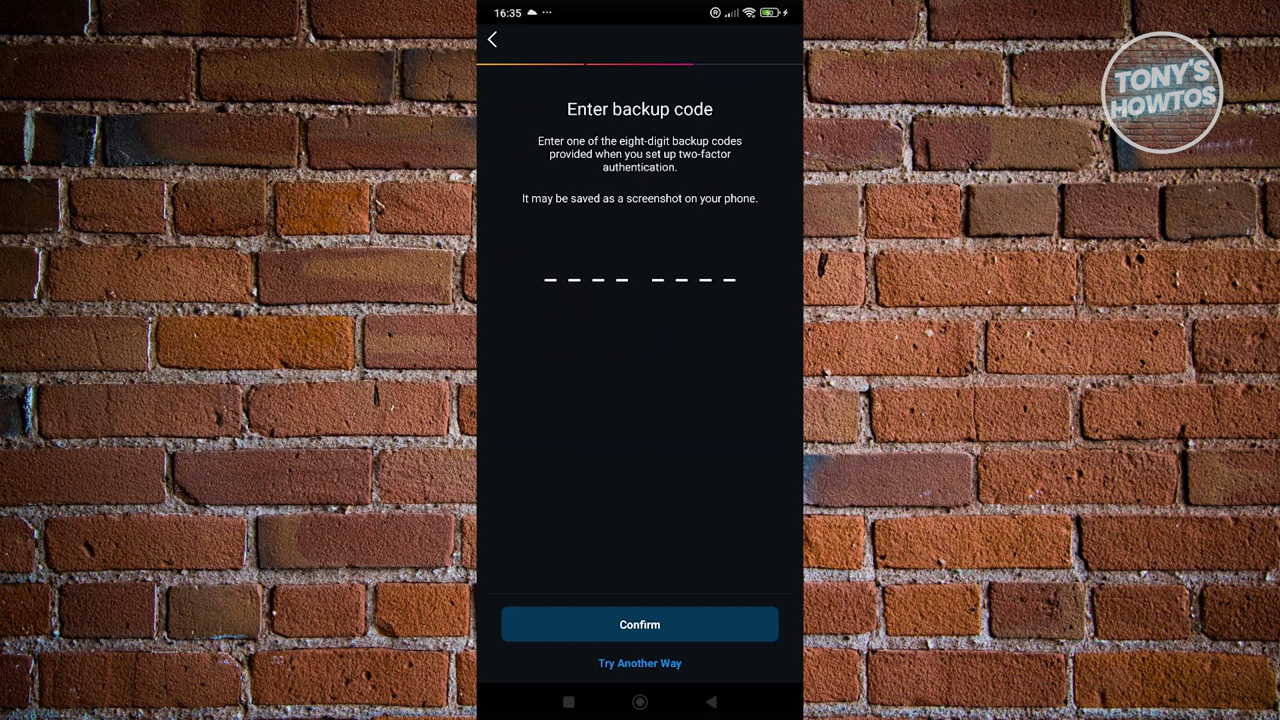 16:35
TONY'S
HOWTOS
Enter backup code
Enter one of the eight-digit backup codes
provided when you set up two-factor
authentication.
It may be saved as a screenshot on your phone.
Confirm
Try Another Way